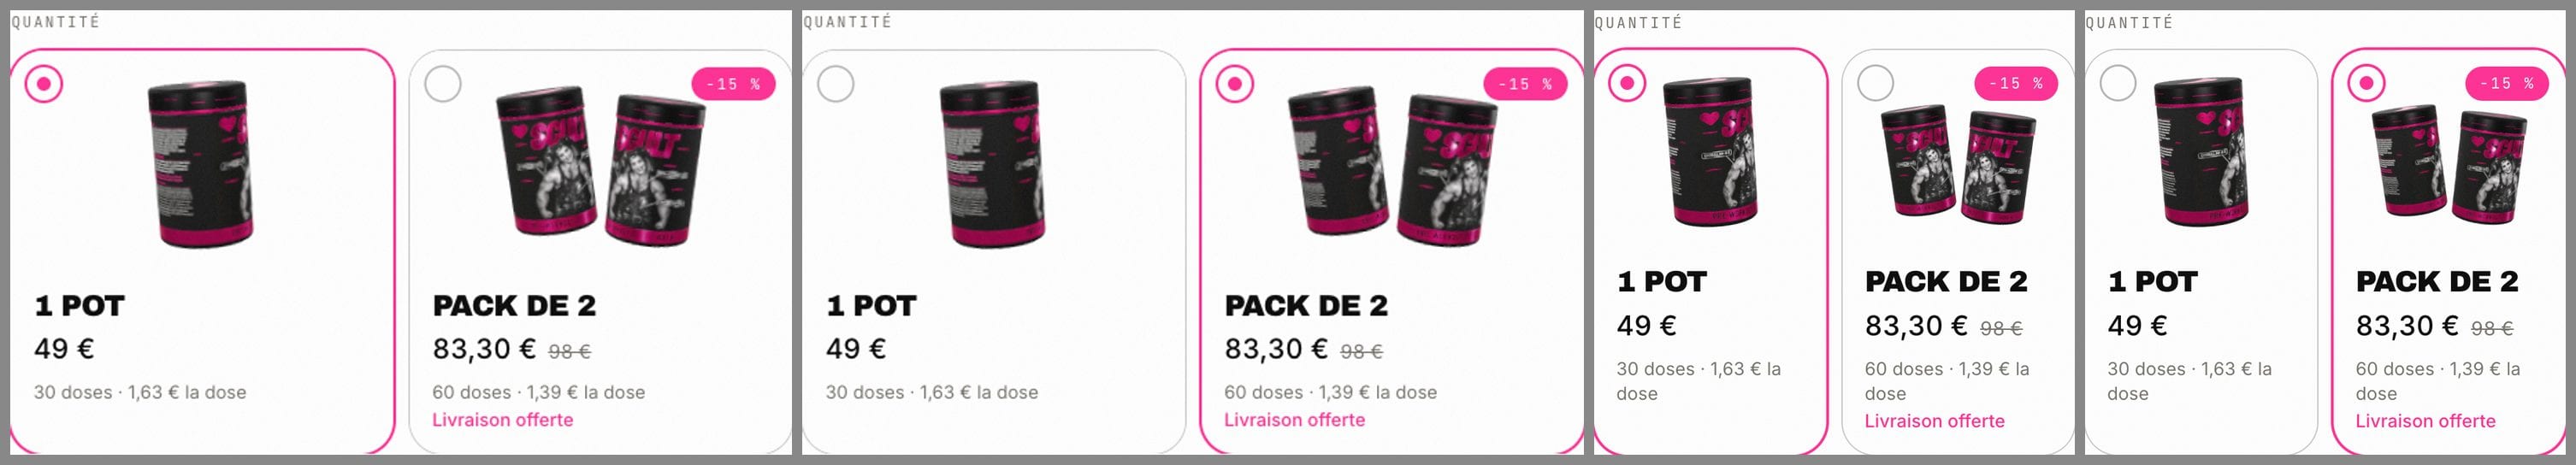 QUANTITÉ
1 POT
49 €
30 doses · 1,63 € la dose
-15 %
PACK DE 2
83,30 € 98 €
60 doses · 1,39 € la dose
Livraison offerte
QUANTITÉ
1 POT
49 €
30 doses · 1,63 € la dose
-15 %
PACK DE 2
83,30 € 98 €
60 doses · 1,39 € la dose
Livraison offerte
QUANTITÉ
1 POT
49 €
30 doses · 1,63 € la
dose
-15 %
PACK DE 2
83,30 € 98 €
60 doses · 1,39 € la
dose
Livraison offerte
QUANTITÉ
1 POT
49 €
30 doses · 1,63 € la
dose
-15 %
PACK DE 2
83,30 € 98 €
60 doses · 1,39 € la
dose
Livraison offerte